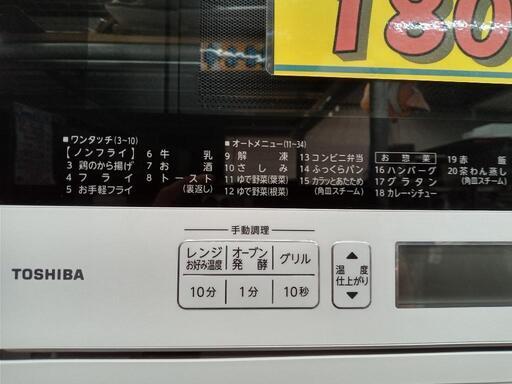 180
■ワンタッチ(3~10)
【ノンフライ】
3 鶏のから揚げ
4 フライ
5 お手軽フライ
6 牛乳
7 お酒
8 トースト
(裏返し)
■オートメニュー(11~34)
9 解凍
10 さしみ
11 ゆで野菜(葉菜)
12 ゆで野菜(根菜)
13 コンビニ弁当
14 ふっくらパン
15 カラッとあたため
(角皿スチーム)
お惣菜
16 ハンバーグ
17 グラタン
18 カレー・シチュー
19 赤飯
20 茶わん蒸し
(角皿スチーム)
手動調理
レンジ
お好み温度
オーブン
発酵
グリル
10分
1分
10秒
▲
温度
仕上がり
▼
TOSHIBA